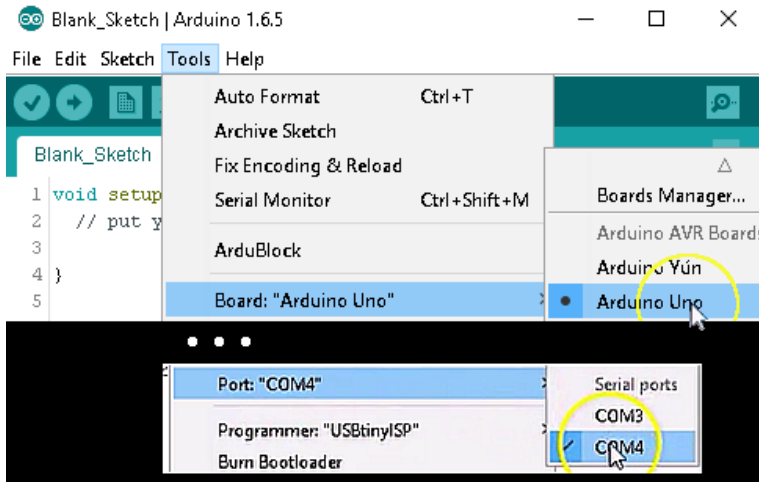 Blank_Sketch | Arduino 1.6.5
File Edit Sketch Tools Help
Auto Format Ctrl+T
Archive Sketch
Blank_Sketch
Fix Encoding & Reload
1 void setup
Serial Monitor Ctrl+Shift+M
Boards Manager...
2 // put y
Arduino AVR Boards
3
ArduBlock
4 }
Arduino Yún
5
Board: "Arduino Uno"
Arduino Uno
Port: "COM4"
Serial ports
COM3
Programmer: "USBtinyISP"
COM4
Burn Bootloader